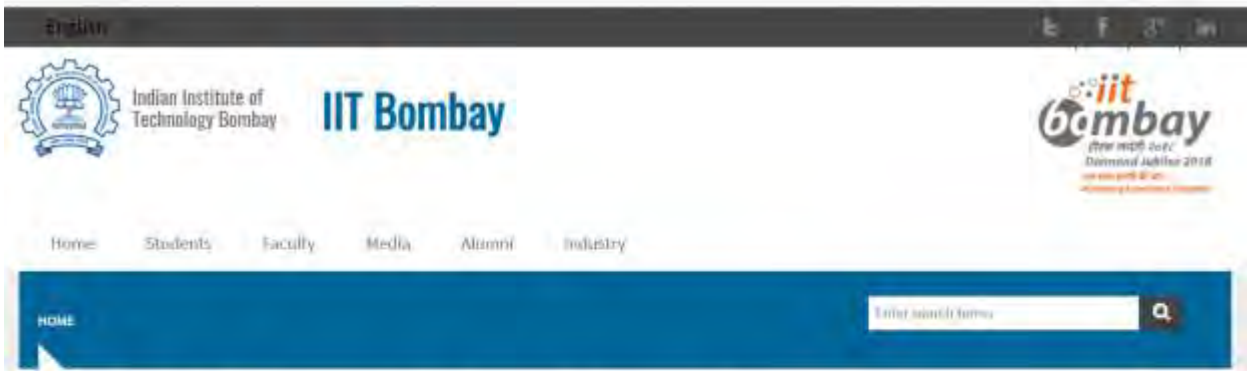 English
Indian Institute of
Technology Bombay
IIT Bombay
iit
bombay
Diamond Jubilee 2018
Home Students Faculty Media Alumni Industry
HOME
Enter search terms